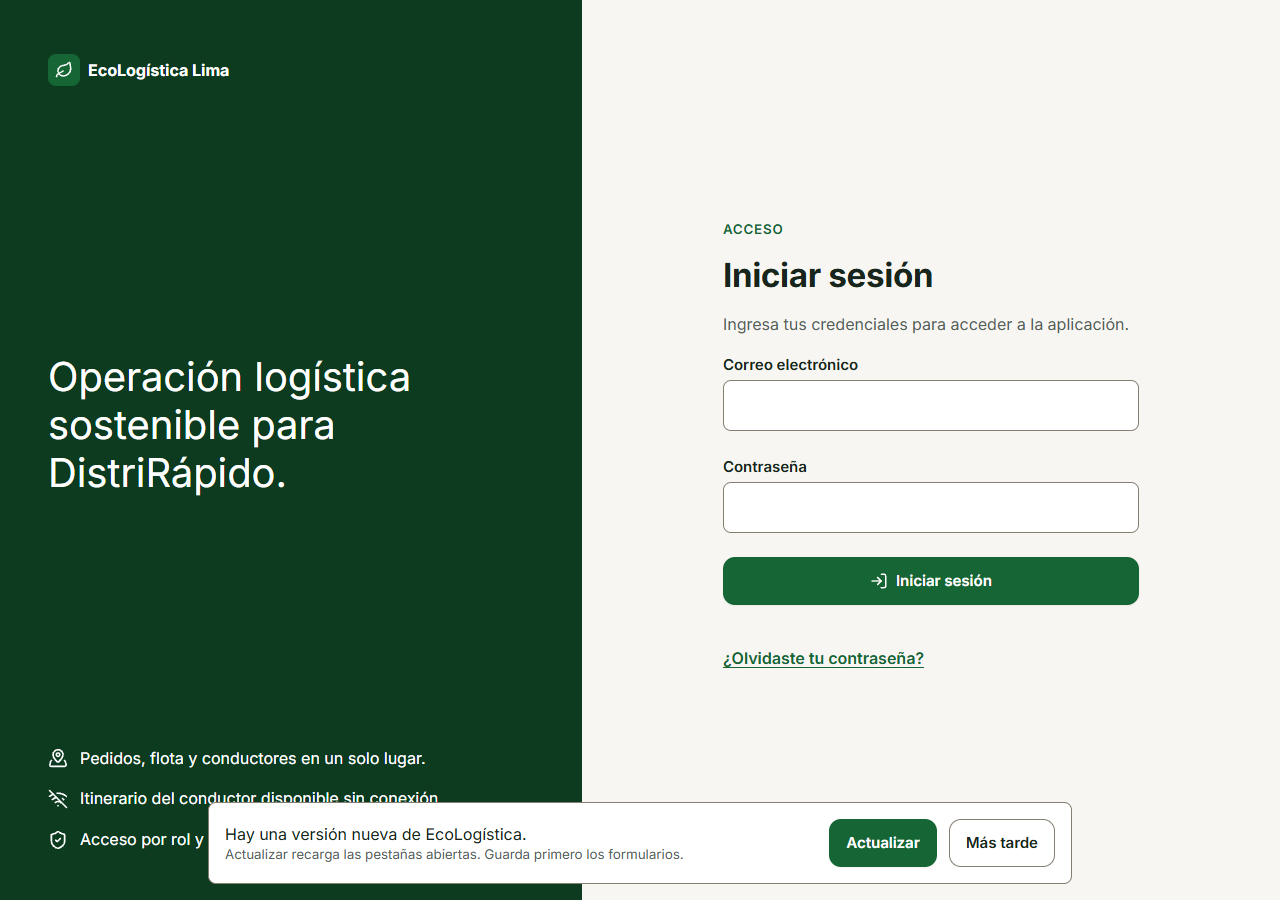 EcoLogística Lima
Operación logística
sostenible para
DistriRápido.
Pedidos, flota y conductores en un solo lugar.
Itinerario del conductor disponible sin conexión
Acceso por rol y
ACCESO
Iniciar sesión
Ingresa tus credenciales para acceder a la aplicación.
Correo electrónico
Contraseña
Iniciar sesión
¿Olvidaste tu contraseña?
Hay una versión nueva de EcoLogística.
Actualizar recarga las pestañas abiertas. Guarda primero los formularios.
Actualizar
Más tarde